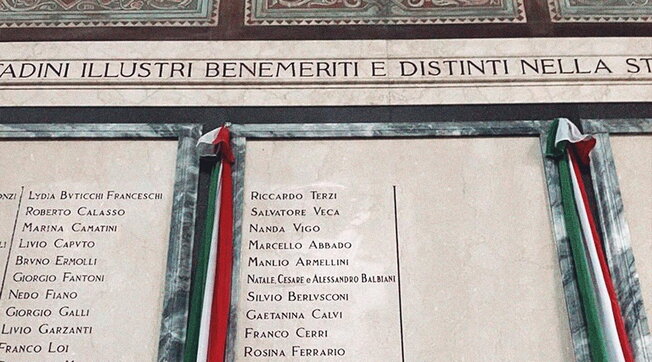 TADINI ILLUSTRI BENEMERITI E DISTINTI NELLA ST
NZI
LYDIA BVTICCHI FRANCESCHI
ROBERTO CALASSO
MARINA CAMATINI
LI
LIVIO CAPVTO
BRVNO ERMOLLI
GIORGIO FANTONI
NEDO FIANO
GIORGIO GALLI
LIVIO GARZANTI
FRANCO LOI
RICCARDO TERZI
SALVATORE VECA
NANDA VIGO
MARCELLO ABBADO
MANLIO ARMELLINI
NATALE, CESARE e ALESSANDRO BALBIANI
SILVIO BERLVSCONI
GAETANINA CALVI
FRANCO CERRI
ROSINA FERRARIO